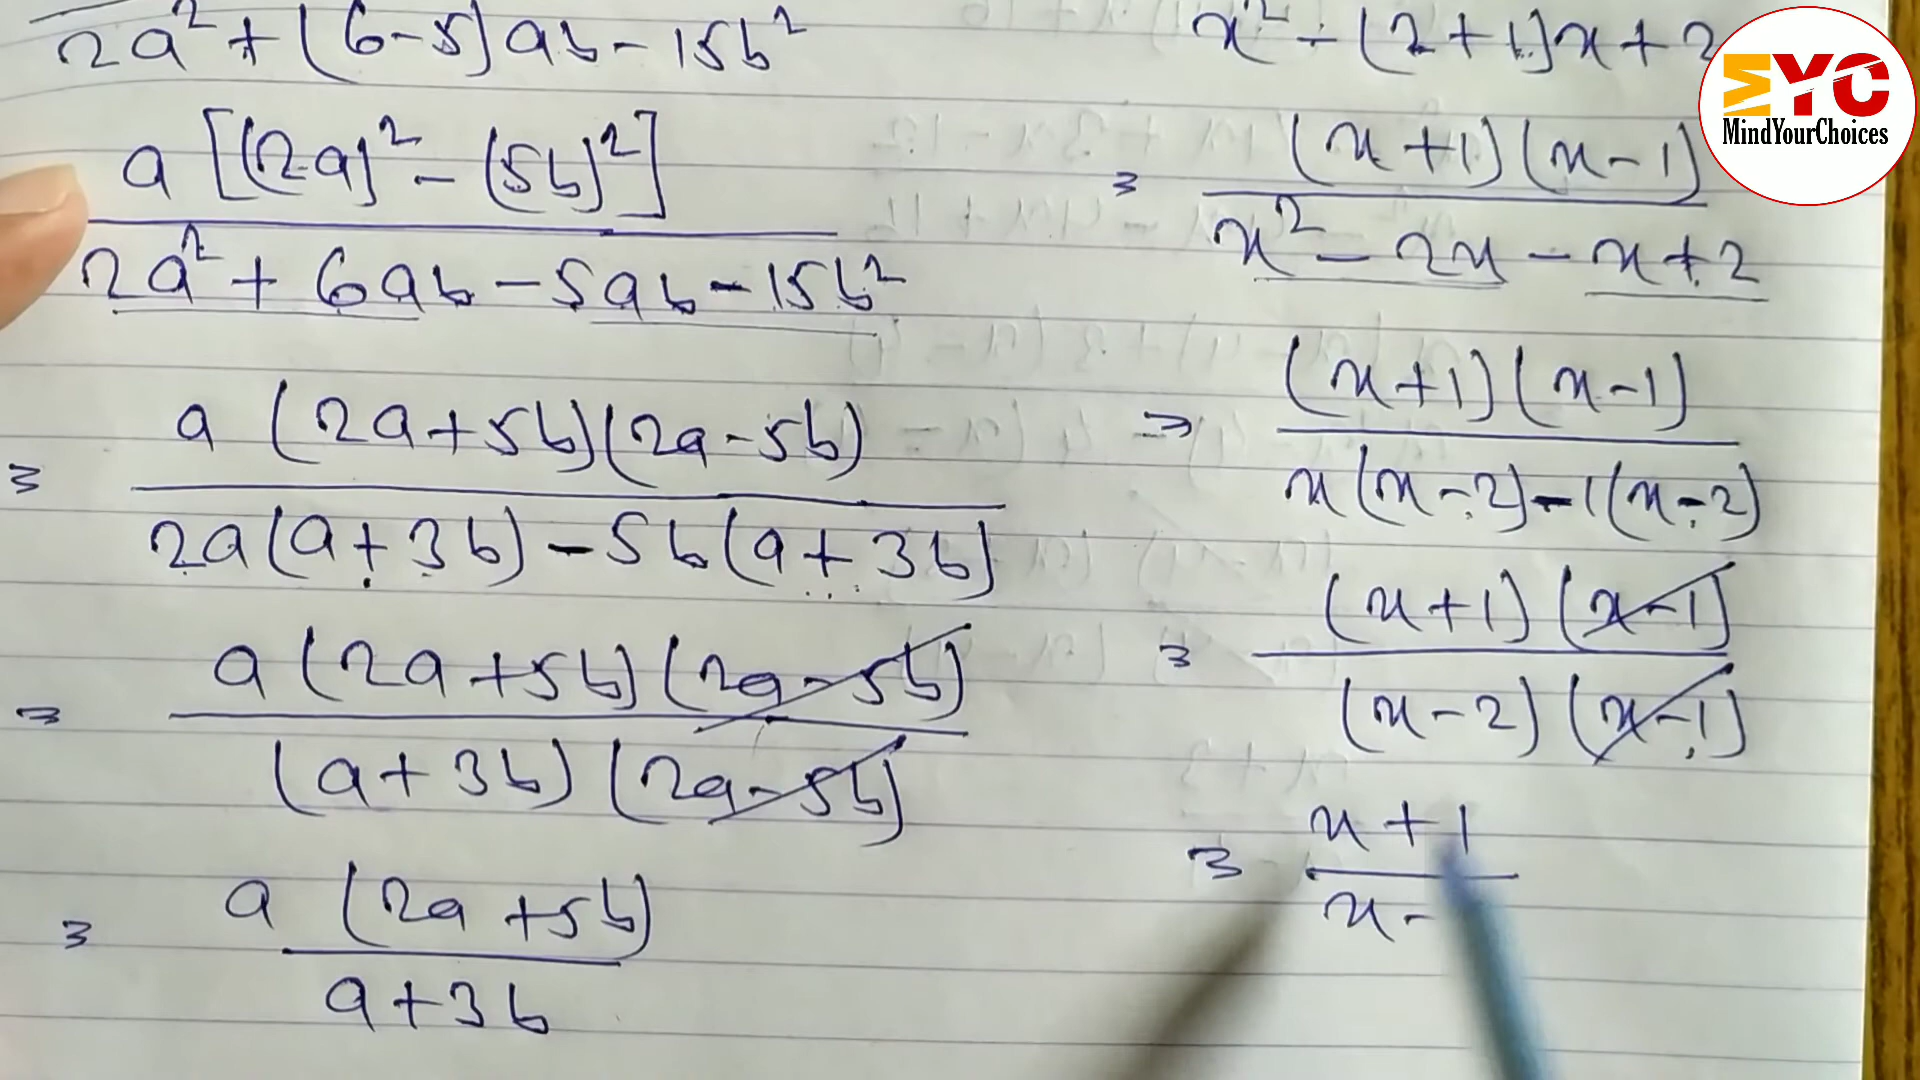 2a² + (6-5)ab - 15b²
a [(2a)² - (5b)²]
2a² + 6ab - 5ab - 15b²
= a (2a+5b)(2a-5b)
2a(a+3b) - 5b(a+3b)
= a (2a+5b)(2a-5b)
(a+3b)(2a-5b)
= a (2a+5b)
a+3b
x² - (2+1)x + 2
= (x+1)(x-1)
x² - 2x - x + 2
⇒ (x+1)(x-1)
x(x-2)-1(x-2)
= (x+1)(x-1)
(x-2)(x-1)
= x+1
x-
MYC
MindYourChoices